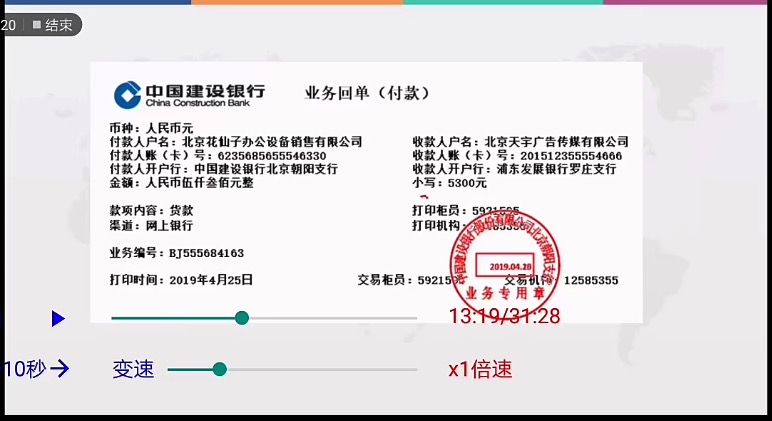 20 结束
中国建设银行 业务回单（付款）
China Construction Bank
币种：人民币元
付款人户名：北京花仙子办公设备销售有限公司 收款人户名：北京天宇广告传媒有限公司
付款人账（卡）号：6235685655546330 收款人账（卡）号：201512355554666
付款人开户行：中国建设银行北京朝阳支行 收款人开户行：浦东发展银行罗庄支行
金额：人民币伍仟叁佰元整 小写：5300元
款项内容：货款 打印柜员：5921595
渠道：网上银行 打印机构：
中国建设银行股份有限公司北京朝阳支行
业务编号：BJ555684163
2019.04.18
打印时间：2019年4月25日 交易柜员：5921595 交易机构：12585355
业务专用章
13:19/31:28
10秒 变速 x1倍速